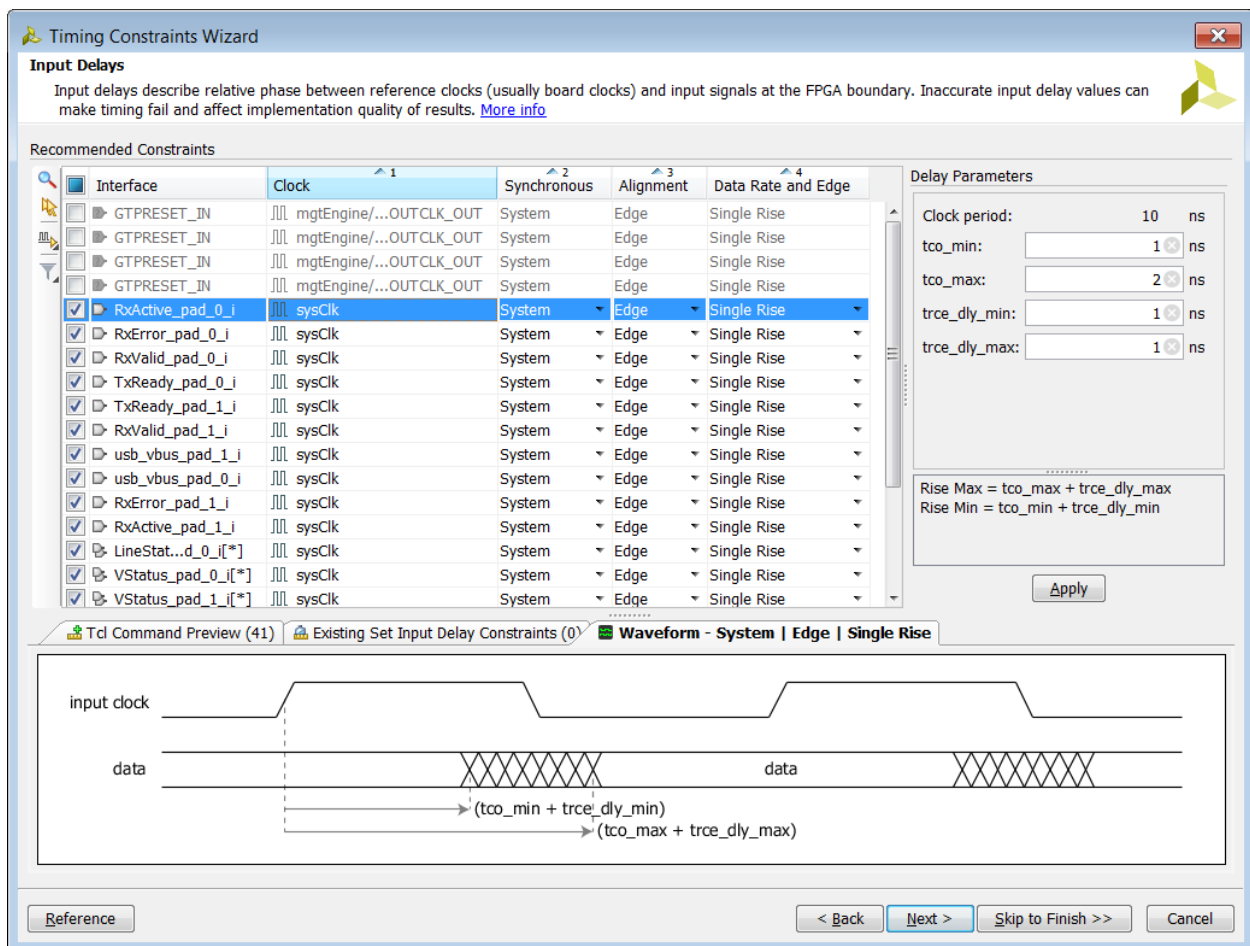 Timing Constraints Wizard
Input Delays
Input delays describe relative phase between reference clocks (usually board clocks) and input signals at the FPGA boundary. Inaccurate input delay values can
make timing fail and affect implementation quality of results. More info
Recommended Constraints
Interface Clock 1 Synchronous 2 Alignment 3 Data Rate and Edge 4
GTPRESET_IN mgtEngine/...OUTCLK_OUT System Edge Single Rise
GTPRESET_IN mgtEngine/...OUTCLK_OUT System Edge Single Rise
GTPRESET_IN mgtEngine/...OUTCLK_OUT System Edge Single Rise
GTPRESET_IN mgtEngine/...OUTCLK_OUT System Edge Single Rise
RxActive_pad_0_i sysClk System Edge Single Rise
RxError_pad_0_i sysClk System Edge Single Rise
RxValid_pad_0_i sysClk System Edge Single Rise
TxReady_pad_0_i sysClk System Edge Single Rise
TxReady_pad_1_i sysClk System Edge Single Rise
RxValid_pad_1_i sysClk System Edge Single Rise
usb_vbus_pad_1_i sysClk System Edge Single Rise
usb_vbus_pad_0_i sysClk System Edge Single Rise
RxError_pad_1_i sysClk System Edge Single Rise
RxActive_pad_1_i sysClk System Edge Single Rise
LineStat...d_0_i[*] sysClk System Edge Single Rise
VStatus_pad_0_i[*] sysClk System Edge Single Rise
VStatus_pad_1_i[*] sysClk System Edge Single Rise
Delay Parameters
Clock period: 10 ns
tco_min: 1 ns
tco_max: 2 ns
trce_dly_min: 1 ns
trce_dly_max: 1 ns
Rise Max = tco_max + trce_dly_max
Rise Min = tco_min + trce_dly_min
Apply
Tcl Command Preview (41) Existing Set Input Delay Constraints (0) Waveform - System | Edge | Single Rise
input clock
data data
(tco_min + trce_dly_min)
(tco_max + trce_dly_max)
Reference < Back Next > Skip to Finish >> Cancel